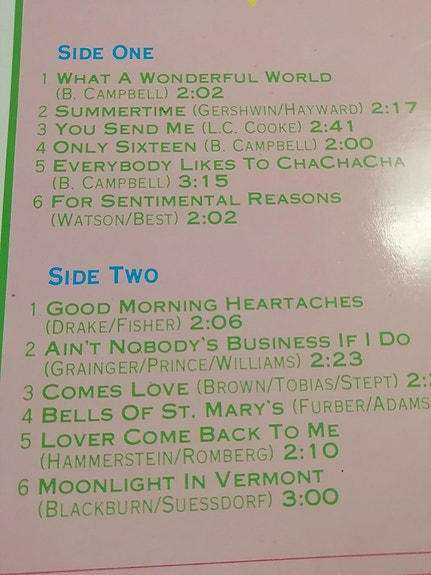 SIDE ONE
1 WHAT A WONDERFUL WORLD
(B. CAMPBELL) 2:02
2 SUMMERTIME (GERSHWIN/HAYWARD) 2:17
3 YOU SEND ME (L.C. COOKE) 2:41
4 ONLY SIXTEEN (B. CAMPBELL) 2:00
5 EVERYBODY LIKES TO CHACHACHA
(B. CAMPBELL) 3:15
6 FOR SENTIMENTAL REASONS
(WATSON/BEST) 2:02
SIDE TWO
1 GOOD MORNING HEARTACHES
(DRAKE/FISHER) 2:06
2 AIN'T NOBODY'S BUSINESS IF I DO
(GRAINGER/PRINCE/WILLIAMS) 2:23
3 COMES LOVE (BROWN/TOBIAS/STEPT)
4 BELLS OF ST. MARY'S (FURBER/ADAMS
5 LOVER COME BACK TO ME
(HAMMERSTEIN/ROMBERG) 2:10
6 MOONLIGHT IN VERMONT
(BLACKBURN/SUESSDORF) 3:00